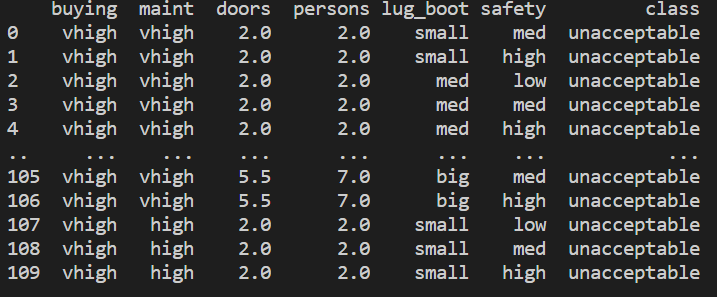 buying maint doors persons lug_boot safety class
0 vhigh vhigh 2.0 2.0 small med unacceptable
1 vhigh vhigh 2.0 2.0 small high unacceptable
2 vhigh vhigh 2.0 2.0 med low unacceptable
3 vhigh vhigh 2.0 2.0 med med unacceptable
4 vhigh vhigh 2.0 2.0 med high unacceptable
.. ... ... ... ... ... ... ...
105 vhigh vhigh 5.5 7.0 big med unacceptable
106 vhigh vhigh 5.5 7.0 big high unacceptable
107 vhigh high 2.0 2.0 small low unacceptable
108 vhigh high 2.0 2.0 small med unacceptable
109 vhigh high 2.0 2.0 small high unacceptable